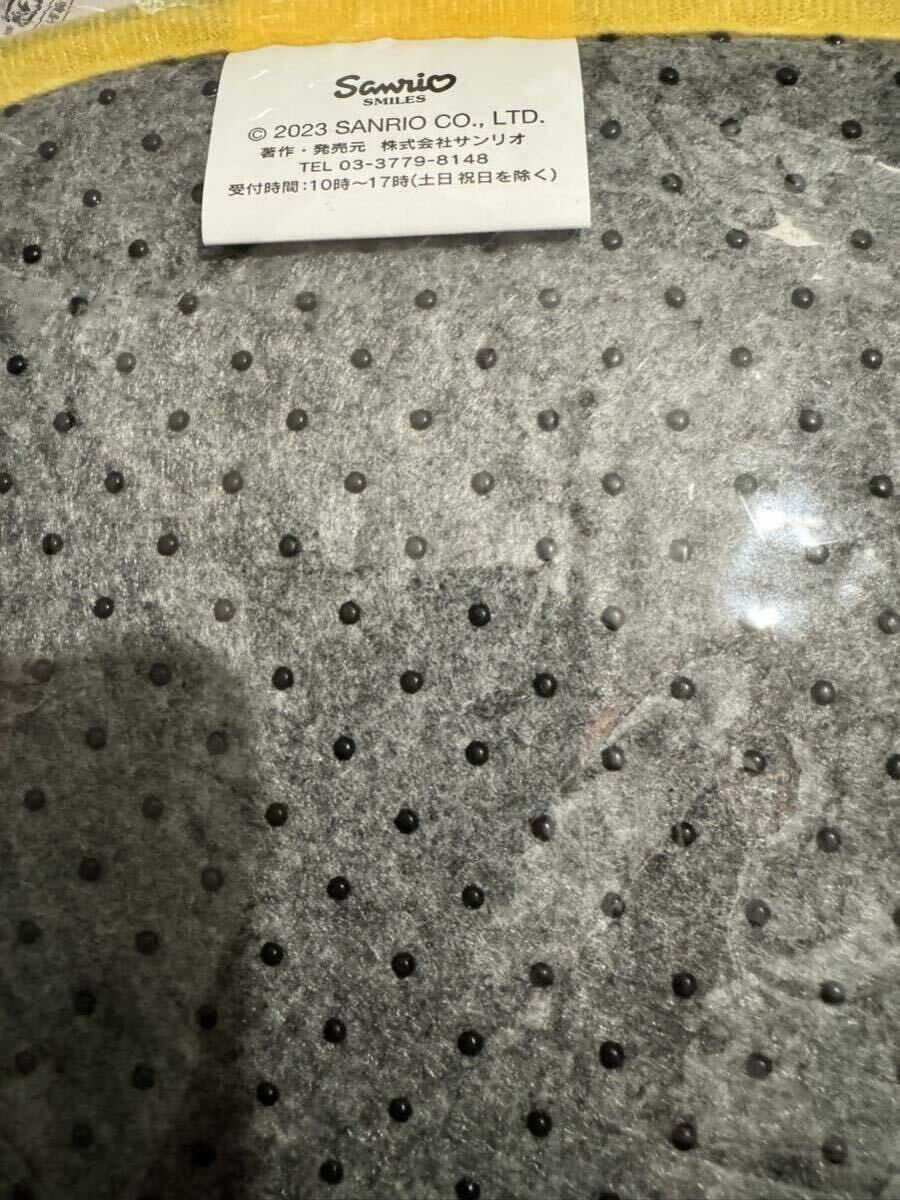 Sanrio
SMILES
© 2023 SANRIO CO., LTD.
著作・発売元 株式会社サンリオ
TEL 03-3779-8148
受付時間:10時〜17時(土日祝日を除く)